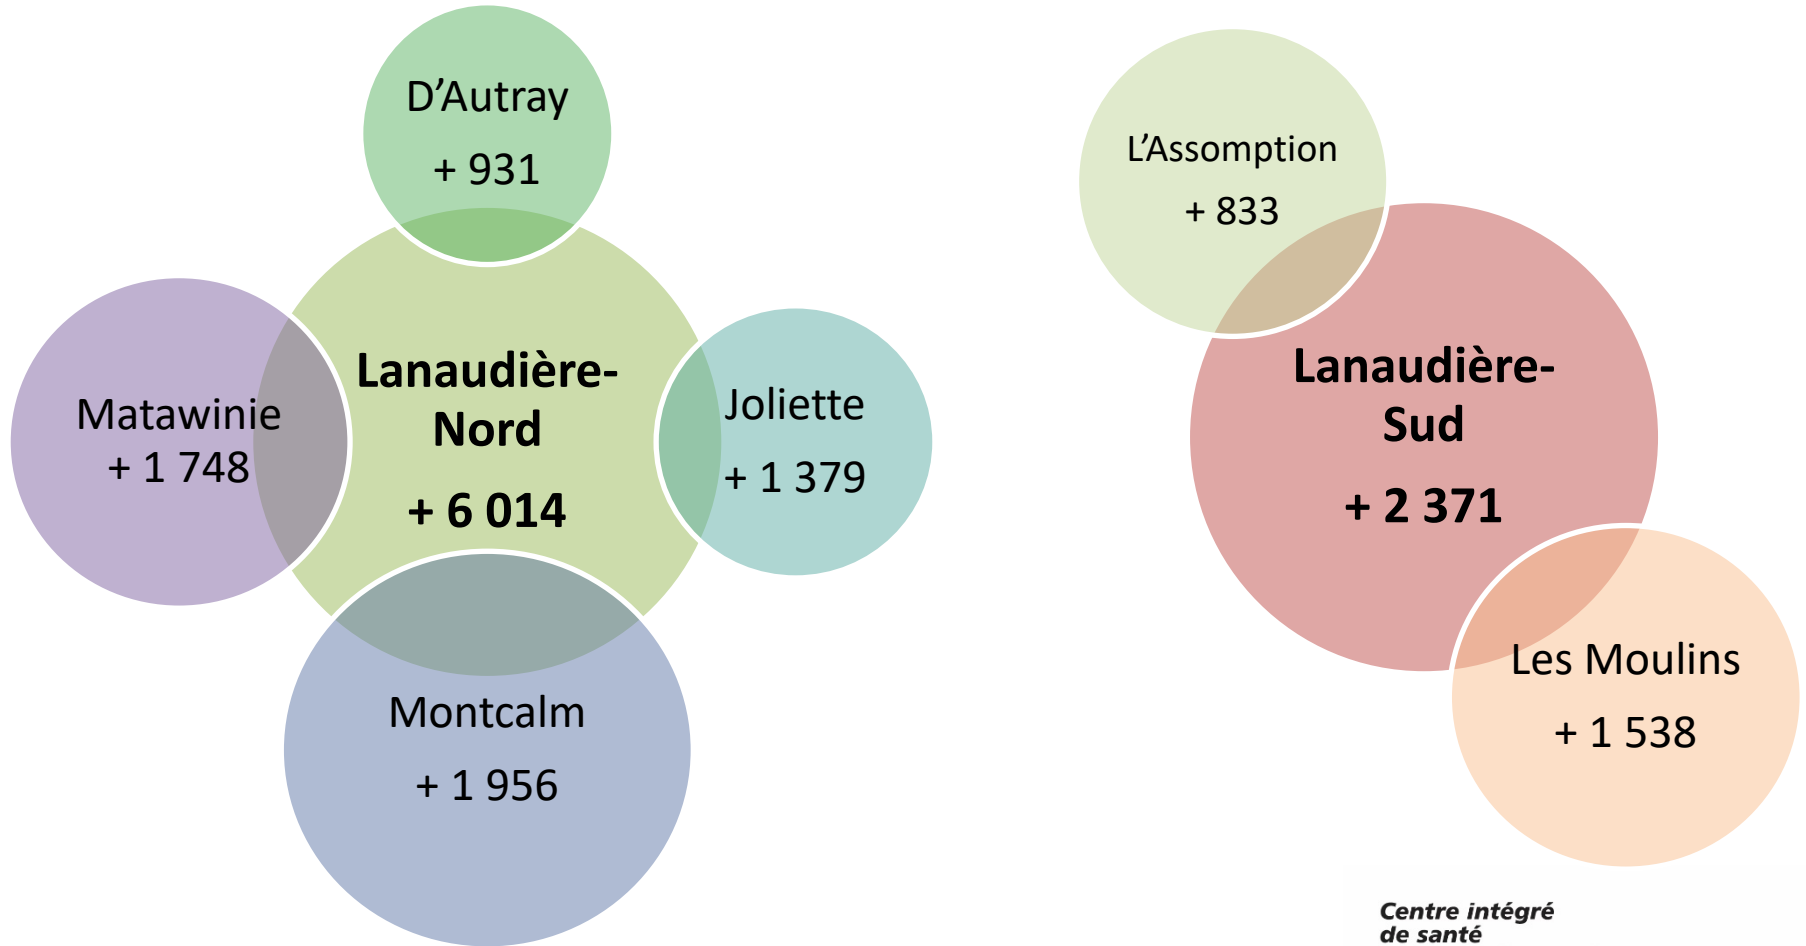 D'Autray
+ 931
Matawinie
+ 1 748
Lanaudière-
Nord
+ 6 014
Joliette
+ 1 379
Montcalm
+ 1 956
L'Assomption
+ 833
Lanaudière-
Sud
+ 2 371
Les Moulins
+ 1 538
Centre intégré
de santé